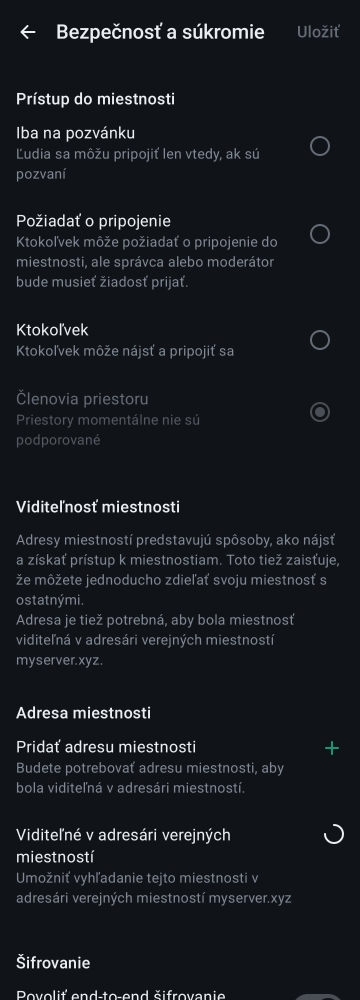 Bezpečnosť a súkromie
Uložiť
Prístup do miestnosti
Iba na pozvánku
Ľudia sa môžu pripojiť len vtedy, ak sú
pozvaní
Požiadať o pripojenie
Ktokoľvek môže požiadať o pripojenie do
miestnosti, ale správca alebo moderátor
bude musieť žiadosť prijať.
Ktokoľvek
Ktokoľvek môže nájsť a pripojiť sa
Členovia priestoru
Priestory momentálne nie sú
podporované
Viditeľnosť miestnosti
Adresy miestností predstavujú spôsoby, ako nájsť
a získať prístup k miestnostiam. Toto tiež zaisťuje,
že môžete jednoducho zdieľať svoju miestnosť s
ostatnými.
Adresa je tiež potrebná, aby bola miestnosť
viditeľná v adresári verejných miestností
myserver.xyz.
Adresa miestnosti
Pridať adresu miestnosti
Budete potrebovať adresu miestnosti, aby
bola viditeľná v adresári miestností.
Viditeľné v adresári verejných
miestností
Umožniť vyhľadanie tejto miestnosti v
adresári verejných miestností myserver.xyz
Šifrovanie
Povoliť end-to-end šifrovanie